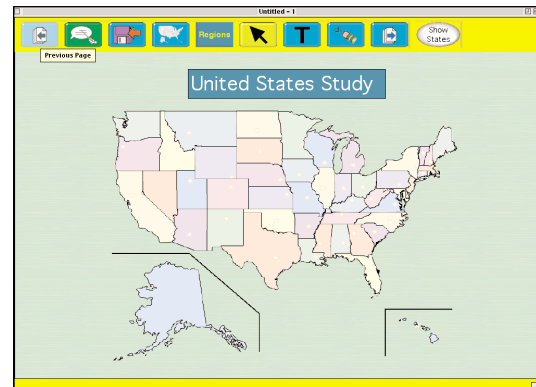 Untitled - 1
Regions
Show
States
Previous Page
T
United States Study